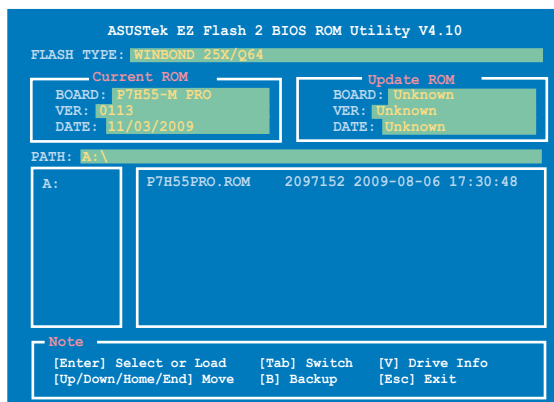 ASUSTek EZ Flash 2 BIOS ROM Utility V4.10
FLASH TYPE: WINBOND 25X/Q64
Current ROM
BOARD: P7H55-M PRO
VER: 0113
DATE: 11/03/2009
Update ROM
BOARD: Unknown
VER: Unknown
DATE: Unknown
PATH: A:\
A:
P7H55PRO.ROM 2097152 2009-08-06 17:30:48
Note
[Enter] Select or Load [Tab] Switch [V] Drive Info
[Up/Down/Home/End] Move [B] Backup [Esc] Exit